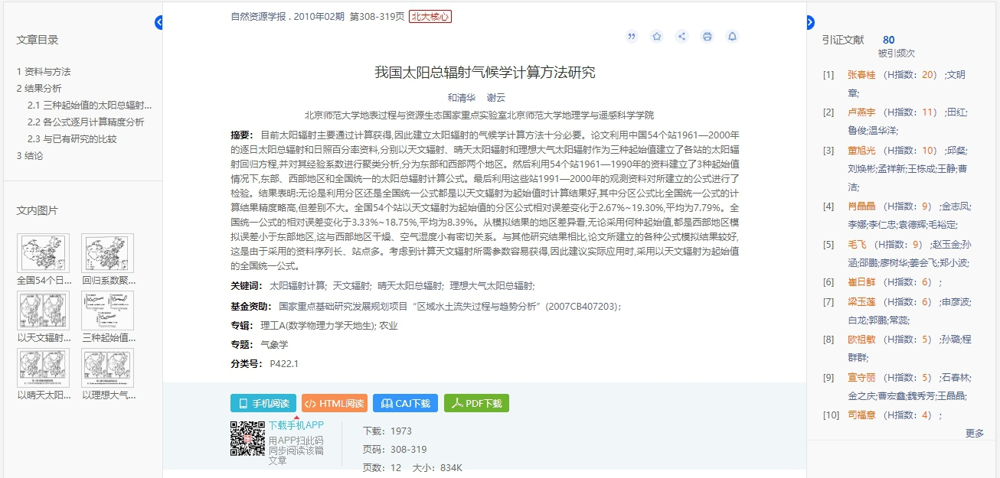 文章目录
1 资料与方法
2 结果分析
2.1 三种起始值的太阳总辐射...
2.2 各公式逐月计算精度分析
2.3 与已有研究的比较
3 结论
文内图片
全国54个日...
回归系数聚...
以天文辐射...
三种起始值...
以晴天太阳...
以理想大气...
自然资源学报 . 2010年02期 第308-319页 北大核心
我国太阳总辐射气候学计算方法研究
和清华 谢云
北京师范大学地表过程与资源生态国家重点实验室北京师范大学地理学与遥感科学学院
摘要： 目前太阳辐射主要通过计算获得,因此建立太阳辐射的气候学计算方法十分必要。论文利用中国54个站1961—2000年
的逐日太阳总辐射和日照百分率资料,分别以天文辐射、晴天太阳辐射和理想大气太阳辐射作为三种起始值建立了各站的太阳辐
射回归方程,并对其经验系数进行聚类分析,分为东部和西部两个地区。然后利用54个站1961—1990年的资料建立了3种起始值
情况下,东部、西部地区和全国统一的太阳总辐射计算公式。最后利用这些站1991—2000年的观测资料对所建立的公式进行了
检验。结果表明:无论是利用分区还是全国统一公式都是以天文辐射为起始值时计算结果好,其中分区公式比全国统一公式的计
算结果精度略高,但差别不大。全国54个站以天文辐射为起始值的分区公式相对误差变化于2.67%~19.30%,平均为7.79%。全
国统一公式的相对误差变化于3.33%~18.75%,平均为8.39%。从模拟结果的地区差异看,无论采用何种起始值,都是西部地区模
拟误差小于东部地区,这与西部地区干燥、空气湿度小有密切关系。与其他研究结果相比,论文所建立的各种公式模拟结果较好,
这是由于采用的资料序列长、站点多。考虑到计算天文辐射所需参数容易获得,因此建议实际应用时,采用以天文辐射为起始值
的全国统一公式。
关键词： 太阳辐射计算; 天文辐射; 晴天太阳总辐射; 理想大气太阳总辐射;
基金资助： 国家重点基础研究发展规划项目“区域水土流失过程与趋势分析”(2007CB407203);
专辑： 理工A(数学物理力学天地生); 农业
专题： 气象学
分类号： P422.1
手机阅读
HTML阅读
CAJ下载
PDF下载
下载手机APP
用APP扫此码
同步阅读该篇
文章
下载：1973
页码：308-319
页数：12 大小：834K
引证文献 80
被引频次
[1] 张春桂 （H指数：20）;文明
章;
[2] 卢燕宇 （H指数：11）;田红;
鲁俊;温华洋;
[3] 董旭光 （H指数：10）;邱粲;
刘焕彬;孟祥新;王栋成;王静;曹
洁;
[4] 肖晶晶 （H指数：9）;金志凤;
李娜;李仁忠;袁德辉;毛裕定;
[5] 毛飞 （H指数：9）;赵玉金;孙
涵;邵鹏;廖树华;姜会飞;郑小波;
[6] 崔日鲜 （H指数：6）;
[7] 梁玉莲 （H指数：6）;申彦波;
白龙;郭鹏;常蕊;
[8] 欧祖敏 （H指数：5）;孙璐;程
群群;
[9] 宣守丽 （H指数：5）;石春林;
金之庆;曹宏鑫;魏秀芳;王晶晶;
[10] 司福意 （H指数：4）;
更多